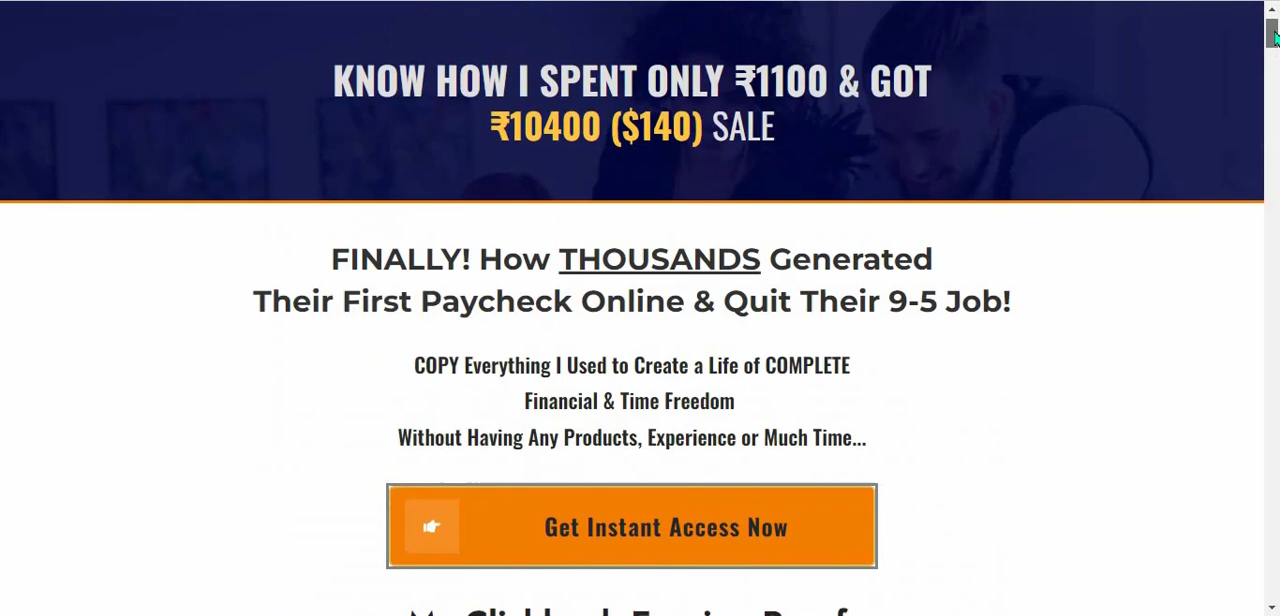 KNOW HOW I SPENT ONLY ₹1100 & GOT
₹10400 ($140) SALE
FINALLY! How THOUSANDS Generated
Their First Paycheck Online & Quit Their 9-5 Job!
COPY Everything I Used to Create a Life of COMPLETE
Financial & Time Freedom
Without Having Any Products, Experience or Much Time...
Get Instant Access Now